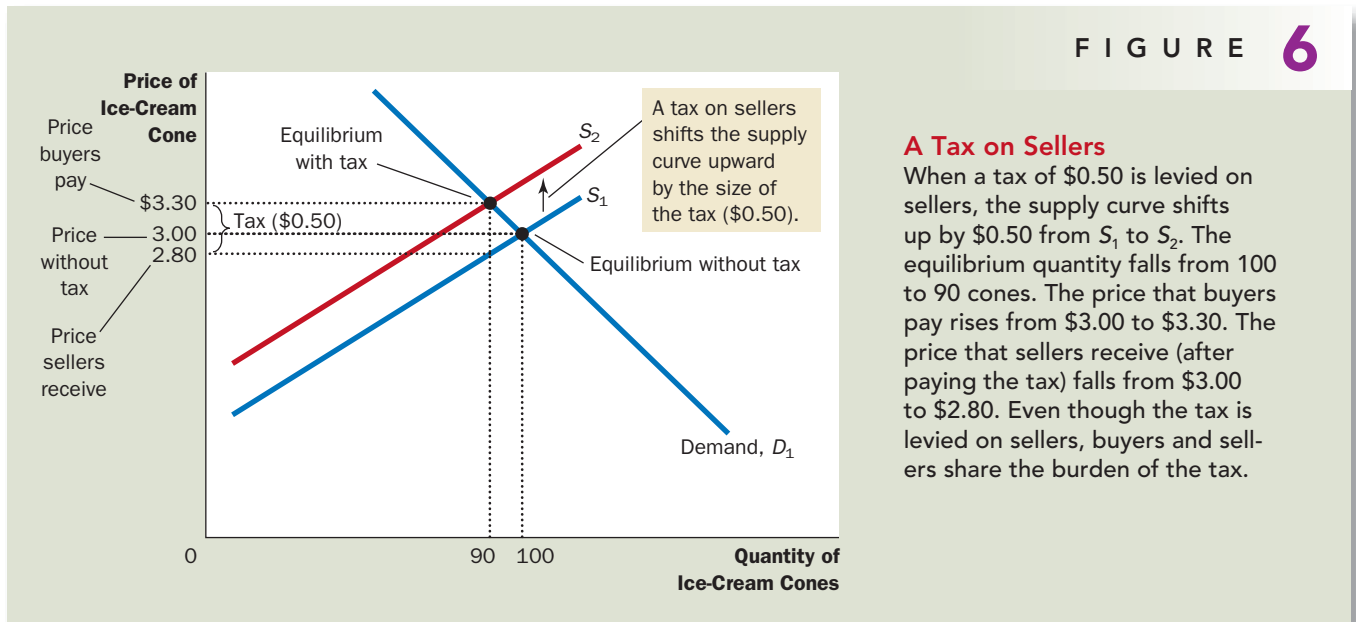 FIGURE 6
Price of
Ice-Cream
Cone
Price
buyers
pay
$3.30
Price
without
tax
3.00
2.80
Price
sellers
receive
Tax ($0.50)
Equilibrium
with tax
S2
S1
A tax on sellers
shifts the supply
curve upward
by the size of
the tax ($0.50).
Equilibrium without tax
Demand, D1
0
90
100
Quantity of
Ice-Cream Cones
A Tax on Sellers
When a tax of $0.50 is levied on
sellers, the supply curve shifts
up by $0.50 from S1 to S2. The
equilibrium quantity falls from 100
to 90 cones. The price that buyers
pay rises from $3.00 to $3.30. The
price that sellers receive (after
paying the tax) falls from $3.00
to $2.80. Even though the tax is
levied on sellers, buyers and sell-
ers share the burden of the tax.